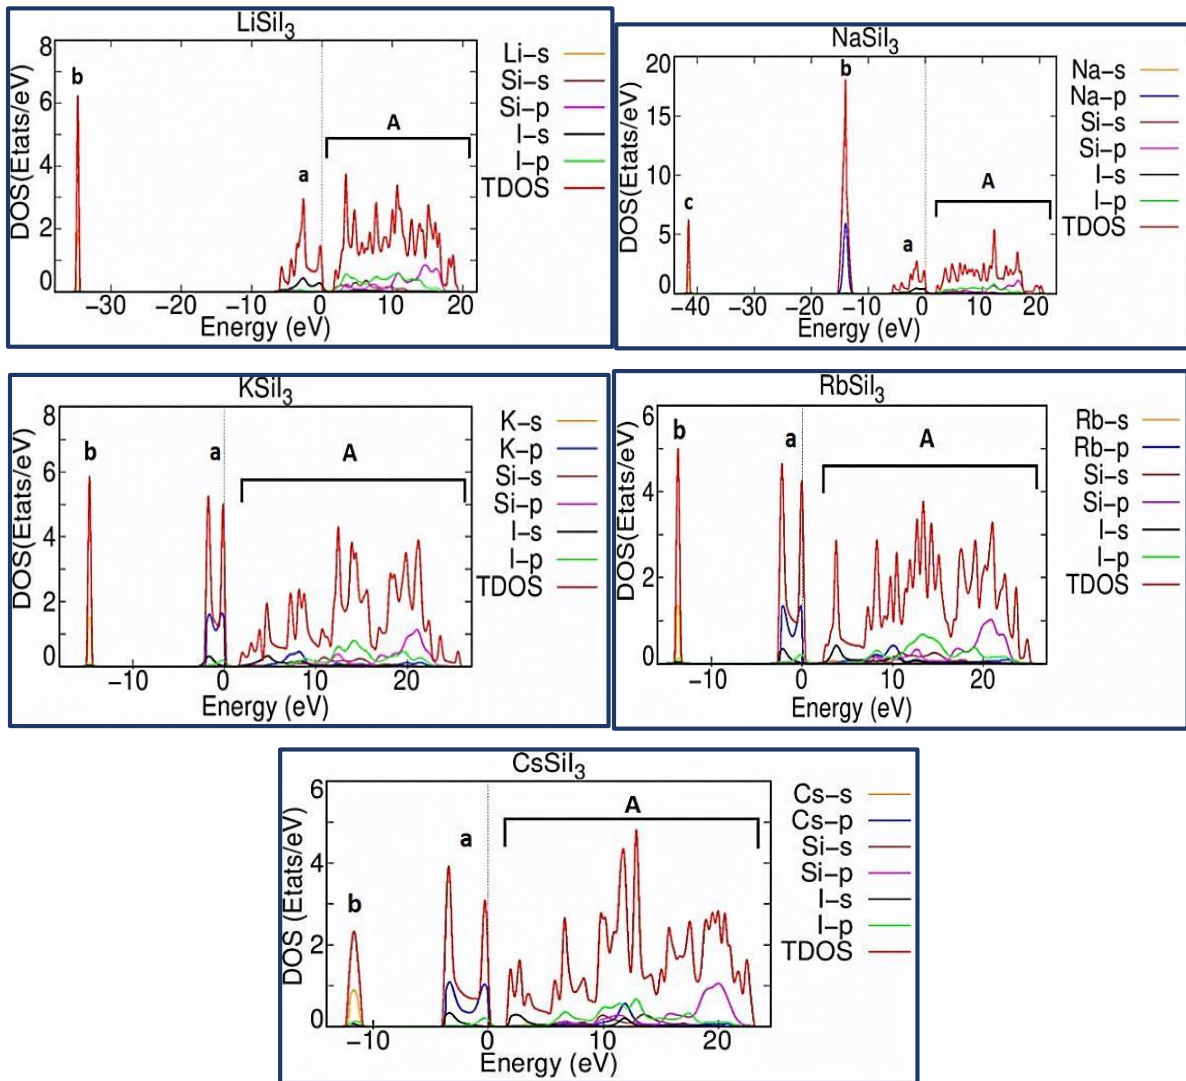 LiSiI3
DOS(Etats/eV)
8
6
4
2
0
b
a
A
Li-s
Si-s
Si-p
I-s
I-p
TDOS
-30 -20 -10 0 10 20
Energy (eV)
NaSiI3
DOS(Etats/eV)
20
15
10
5
0
c
b
a
A
Na-s
Na-p
Si-s
Si-p
I-s
I-p
TDOS
-40 -30 -20 -10 0 10 20
Energy (eV)
KSiI3
DOS(Etats/eV)
8
6
4
2
0
b
a
A
K-s
K-p
Si-s
Si-p
I-s
I-p
TDOS
-10 0 10 20
Energy (eV)
RbSiI3
DOS(Etats/eV)
6
4
2
0
b
a
A
Rb-s
Rb-p
Si-s
Si-p
I-s
I-p
TDOS
-10 0 10 20
Energy (eV)
CsSiI3
DOS (Etats/eV)
6
4
2
0
b
a
A
Cs-s
Cs-p
Si-s
Si-p
I-s
I-p
TDOS
-10 0 10 20
Energy (eV)